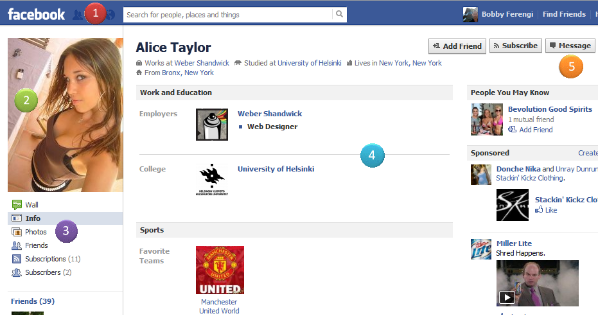 facebook
1
Search for people, places and things
Bobby Ferengi
Find Friends
Alice Taylor
Add Friend
Subscribe
Message
5
Works at Weber Shandwick
Studied at University of Helsinki
Lives in New York, New York
From Bronx, New York
2
Work and Education
Employers
Weber Shandwick
Web Designer
4
College
University of Helsinki
Sports
Favorite
Teams
MANCHESTER
UNITED
Manchester
United World
Wall
Info
Photos
3
Friends
Subscriptions (11)
Subscribers (2)
Friends (39)
People You May Know
Bevolution Good Spirits
1 mutual friend
Add Friend
Sponsored
Create
Donche Nika and Unray Dunrun
Stackin' Kickz Clothing.
Stackin' Kickz Clo
Like
Miller Lite
Shred Happens.